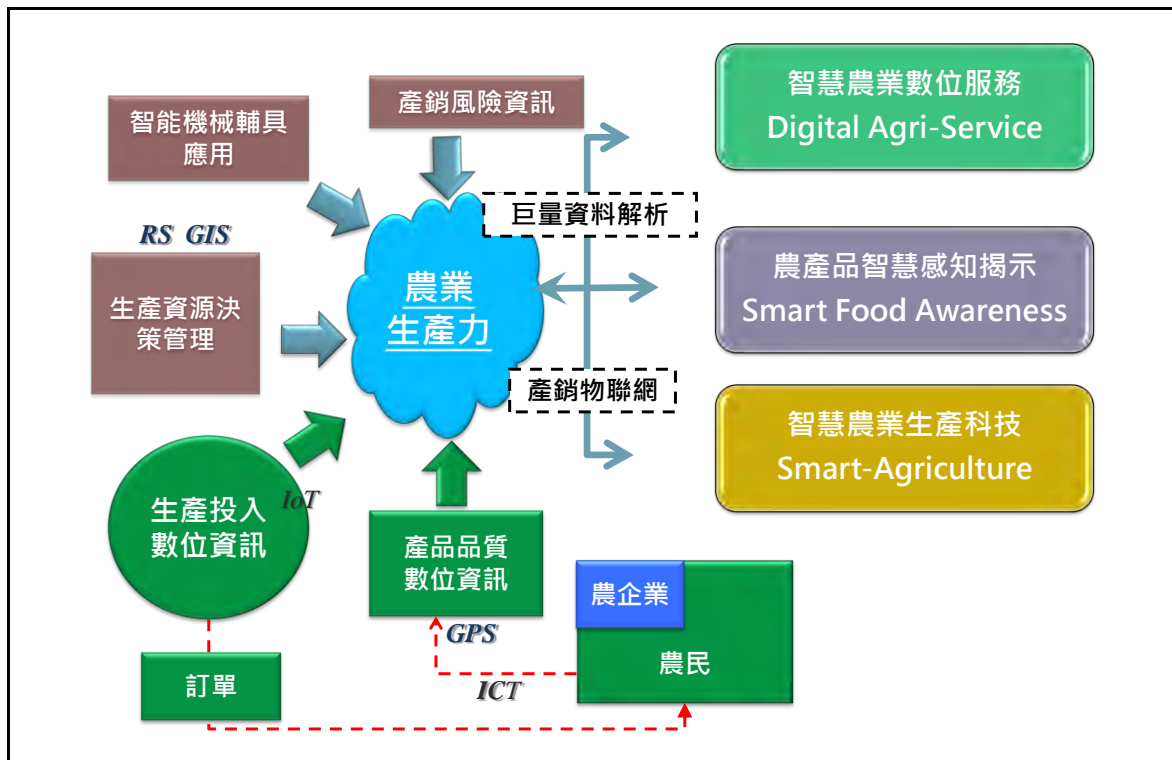 產銷風險資訊
智能機械輔具
應用
RS GIS
生產資源決
策管理
農業
生產力
巨量資料解析
產銷物聯網
智慧農業數位服務
Digital Agri-Service
農產品智慧感知揭示
Smart Food Awareness
智慧農業生產科技
Smart-Agriculture
IoT
生產投入
數位資訊
產品品質
數位資訊
GPS
農企業
農民
ICT
訂單